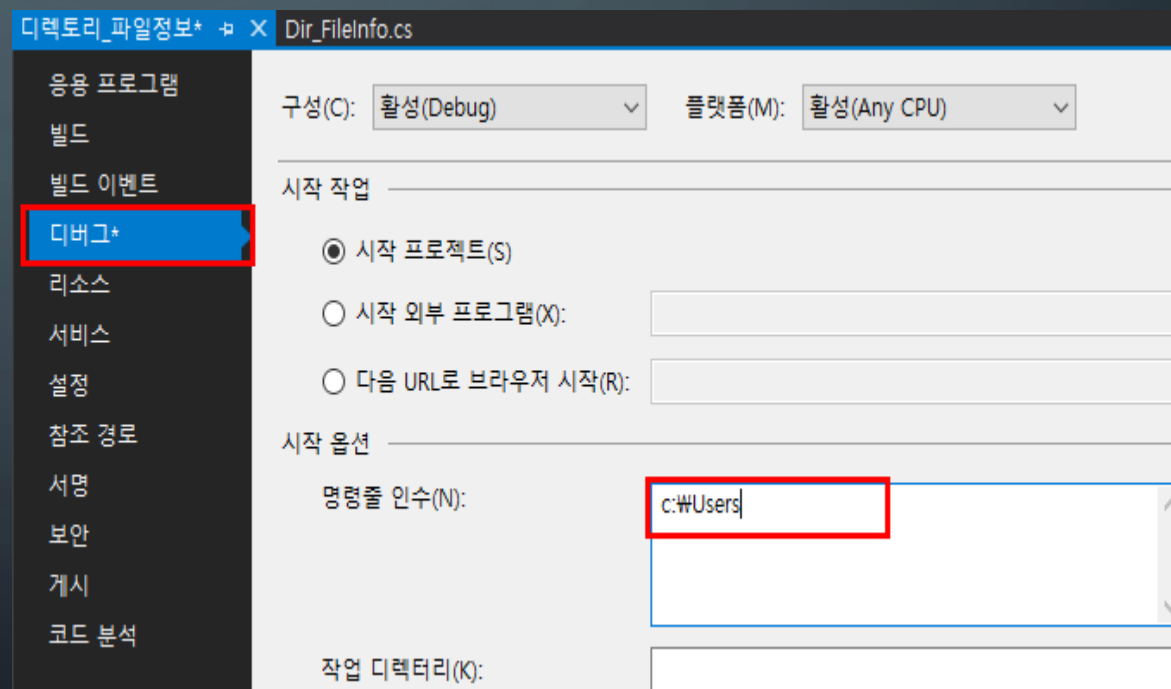 디렉토리_파일정보* Dir_FileInfo.cs
응용 프로그램
빌드
빌드 이벤트
디버그*
리소스
서비스
설정
참조 경로
서명
보안
게시
코드 분석
구성(C): 활성(Debug) 플랫폼(M): 활성(Any CPU)
시작 작업
시작 프로젝트(S)
시작 외부 프로그램(X):
다음 URL로 브라우저 시작(R):
시작 옵션
명령줄 인수(N): c:₩Users
작업 디렉터리(K):